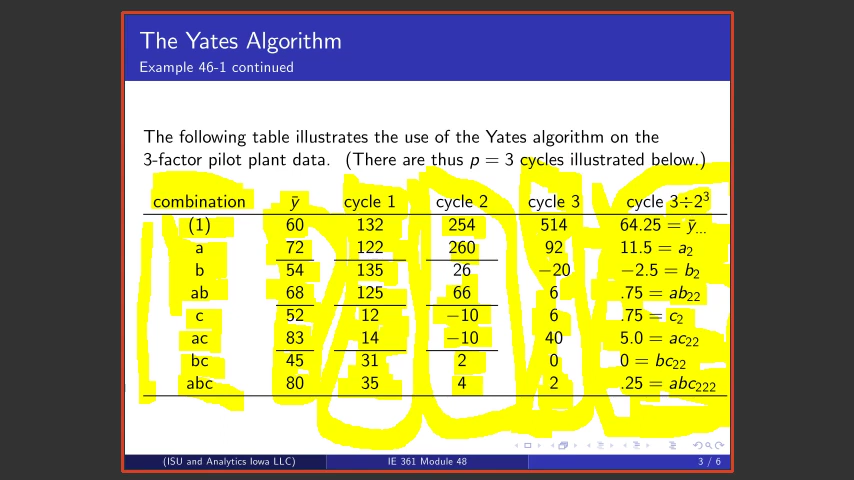 The Yates Algorithm
Example 46-1 continued
The following table illustrates the use of the Yates algorithm on the
3-factor pilot plant data. (There are thus p = 3 cycles illustrated below.)
combination ȳ cycle 1 cycle 2 cycle 3 cycle 3÷2³
(1) 60 132 254 514 64.25 = ȳ...
a 72 122 260 92 11.5 = a₂
b 54 135 26 −20 −2.5 = b₂
ab 68 125 66 6 .75 = ab₂₂
c 52 12 −10 6 .75 = c₂
ac 83 14 −10 40 5.0 = ac₂₂
bc 45 31 2 0 0 = bc₂₂
abc 80 35 4 2 .25 = abc₂₂₂
(ISU and Analytics Iowa LLC) IE 361 Module 48 3 / 6